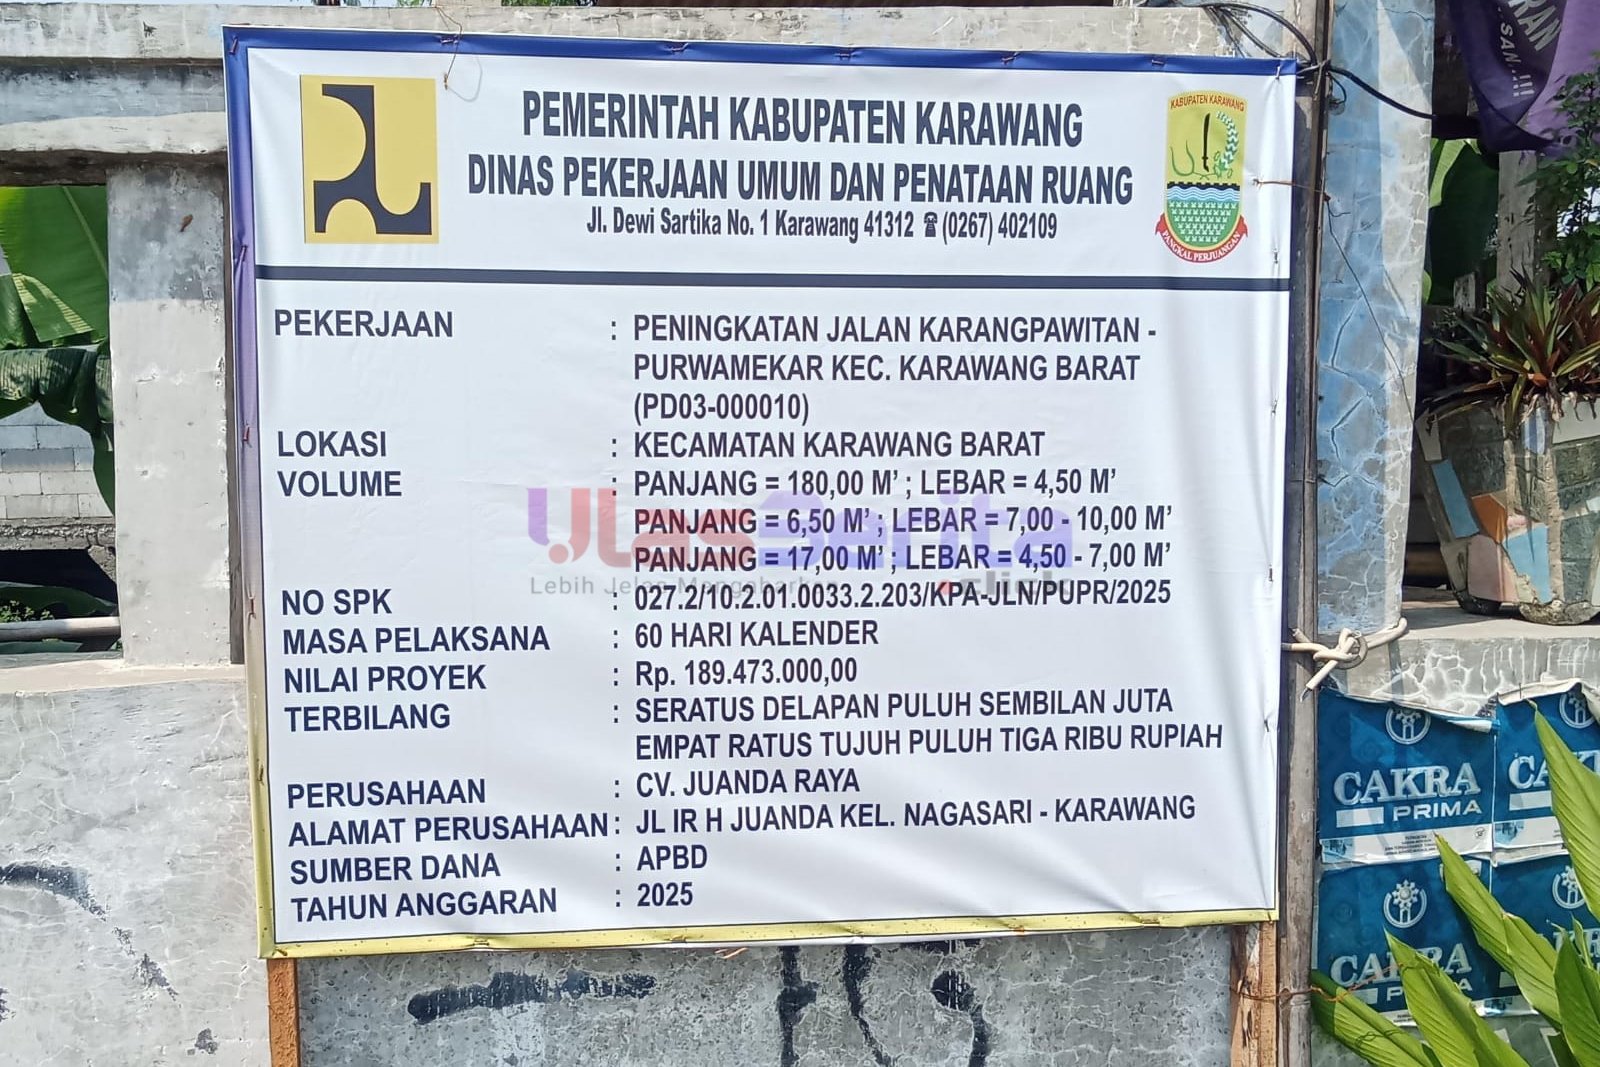 PEMERINTAH KABUPATEN KARAWANG
DINAS PEKERJAAN UMUM DAN PENATAAN RUANG
Jl. Dewi Sartika No. 1 Karawang 41312 ☎ (0267) 402109
KABUPATEN KARAWANG
PANGKAL PERJUANGAN
PEKERJAAN : PENINGKATAN JALAN KARANGPAWITAN -
PURWAMEKAR KEC. KARAWANG BARAT
(PD03-000010)
LOKASI : KECAMATAN KARAWANG BARAT
VOLUME : PANJANG = 180,00 M' ; LEBAR = 4,50 M'
PANJANG = 6,50 M' ; LEBAR = 7,00 - 10,00 M'
PANJANG = 17,00 M' ; LEBAR = 4,50 - 7,00 M'
NO SPK : 027.2/10.2.01.0033.2.203/KPA-JLN/PUPR/2025
MASA PELAKSANA : 60 HARI KALENDER
NILAI PROYEK : Rp. 189.473.000,00
TERBILANG : SERATUS DELAPAN PULUH SEMBILAN JUTA
EMPAT RATUS TUJUH PULUH TIGA RIBU RUPIAH
PERUSAHAAN : CV. JUANDA RAYA
ALAMAT PERUSAHAAN : JL IR H JUANDA KEL. NAGASARI - KARAWANG
SUMBER DANA : APBD
TAHUN ANGGARAN : 2025
UlasBerita
Lebih Jelas Mengabarkan .click
CAKRA
PRIMA